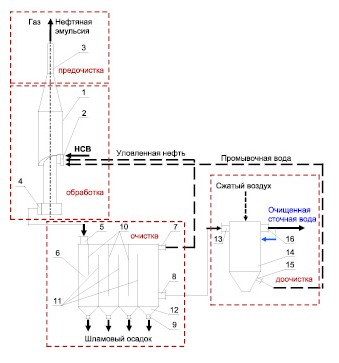 Газ Нефтяная
эмульсия
3
предочистка
1
2
НСВ
Уловленная нефть
Промывочная вода
4
обработка
Сжатый воздух
Очищенная
сточная вода
5 10 очистка 7
6
13
16
14
8
15
11
доочистка
12
9
Шламовый осадок